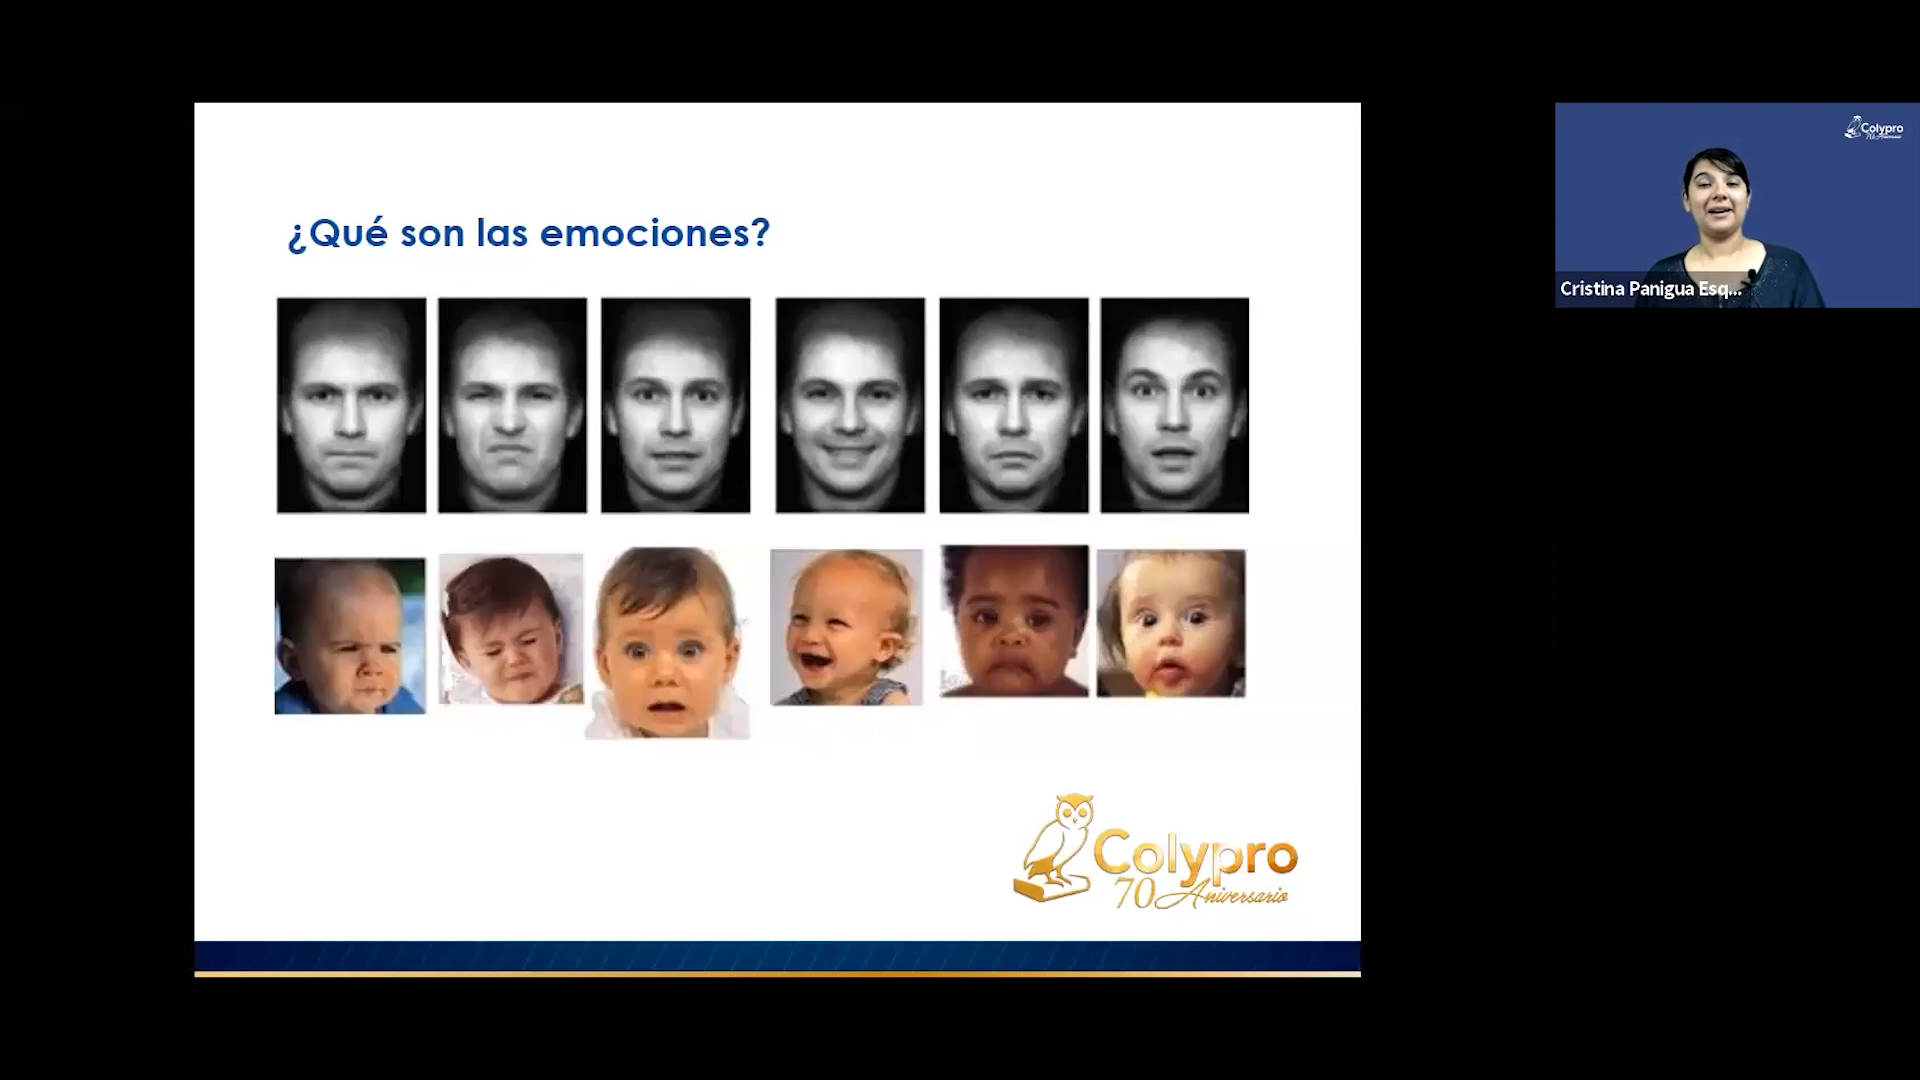 ¿Qué son las emociones?
Colypro
70 Aniversario
Colypro
Cristina Panigua Esq...